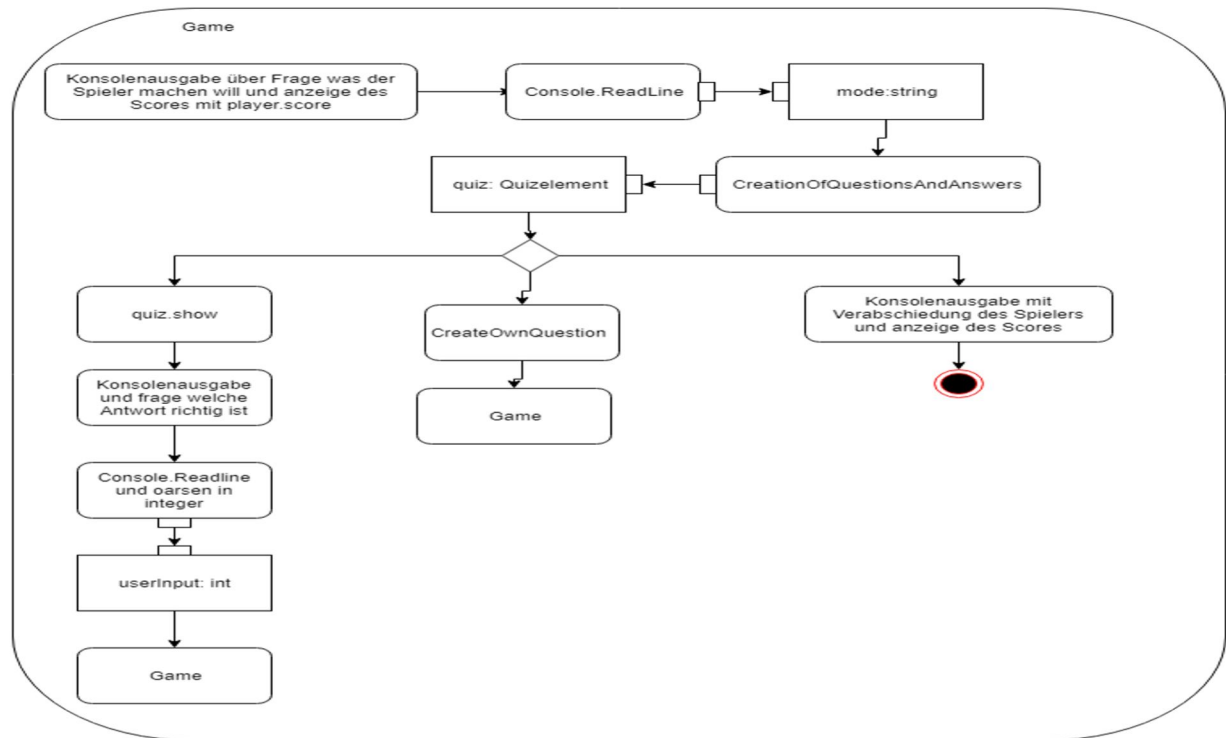 Game
Konsolenausgabe über Frage was der
Spieler machen will und anzeige des
Scores mit player.score
Console.ReadLine
mode:string
quiz: Quizelement
CreationOfQuestionsAndAnswers
quiz.show
CreateOwnQuestion
Konsolenausgabe mit
Verabschiedung des Spielers
und anzeige des Scores
Konsolenausgabe
und frage welche
Antwort richtig ist
Game
Console.Readline
und oarsen in
integer
userInput: int
Game